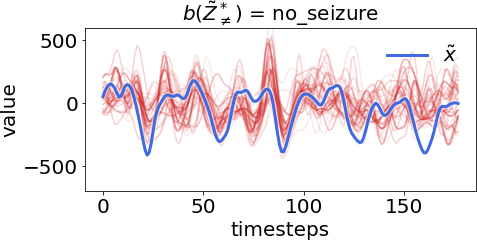 b(Z̃*≠) = no_seizure
x̃
500
0
−500
value
0 50 100 150
timesteps